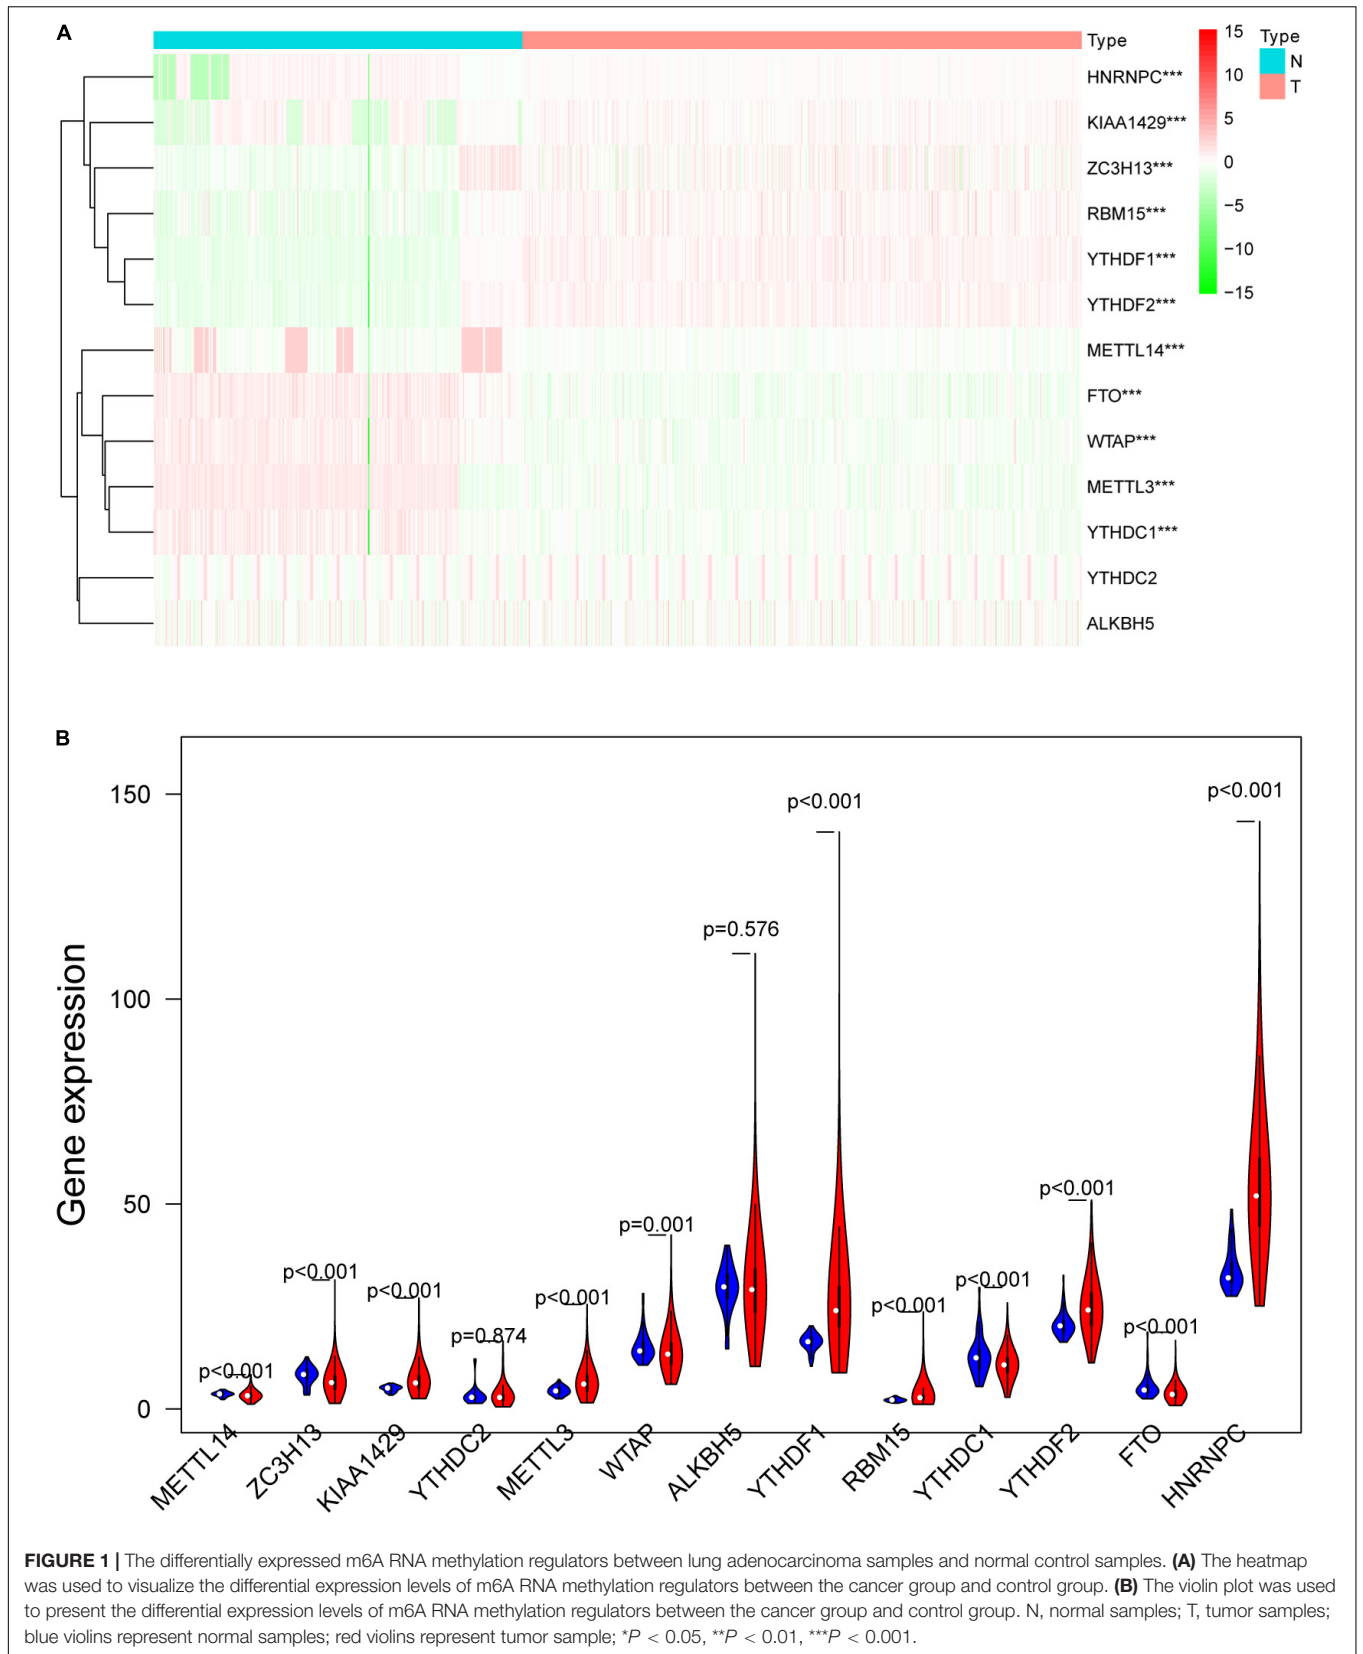 A
Type
HNRNPC***
KIAA1429***
ZC3H13***
RBM15***
YTHDF1***
YTHDF2***
METTL14***
FTO***
WTAP***
METTL3***
YTHDC1***
YTHDC2
ALKBH5
15
10
5
0
−5
−10
−15
Type
N
T
B
Gene expression
150
100
50
0
p<0.001
p<0.001
p<0.001
p=0.874
p<0.001
p=0.001
p=0.576
p<0.001
p<0.001
p<0.001
p<0.001
p<0.001
p<0.001
METTL14
ZC3H13
KIAA1429
YTHDC2
METTL3
WTAP
ALKBH5
YTHDF1
RBM15
YTHDC1
YTHDF2
FTO
HNRNPC
FIGURE 1 | The differentially expressed m6A RNA methylation regulators between lung adenocarcinoma samples and normal control samples. (A) The heatmap
was used to visualize the differential expression levels of m6A RNA methylation regulators between the cancer group and control group. (B) The violin plot was used
to present the differential expression levels of m6A RNA methylation regulators between the cancer group and control group. N, normal samples; T, tumor samples;
blue violins represent normal samples; red violins represent tumor sample; *P < 0.05, **P < 0.01, ***P < 0.001.